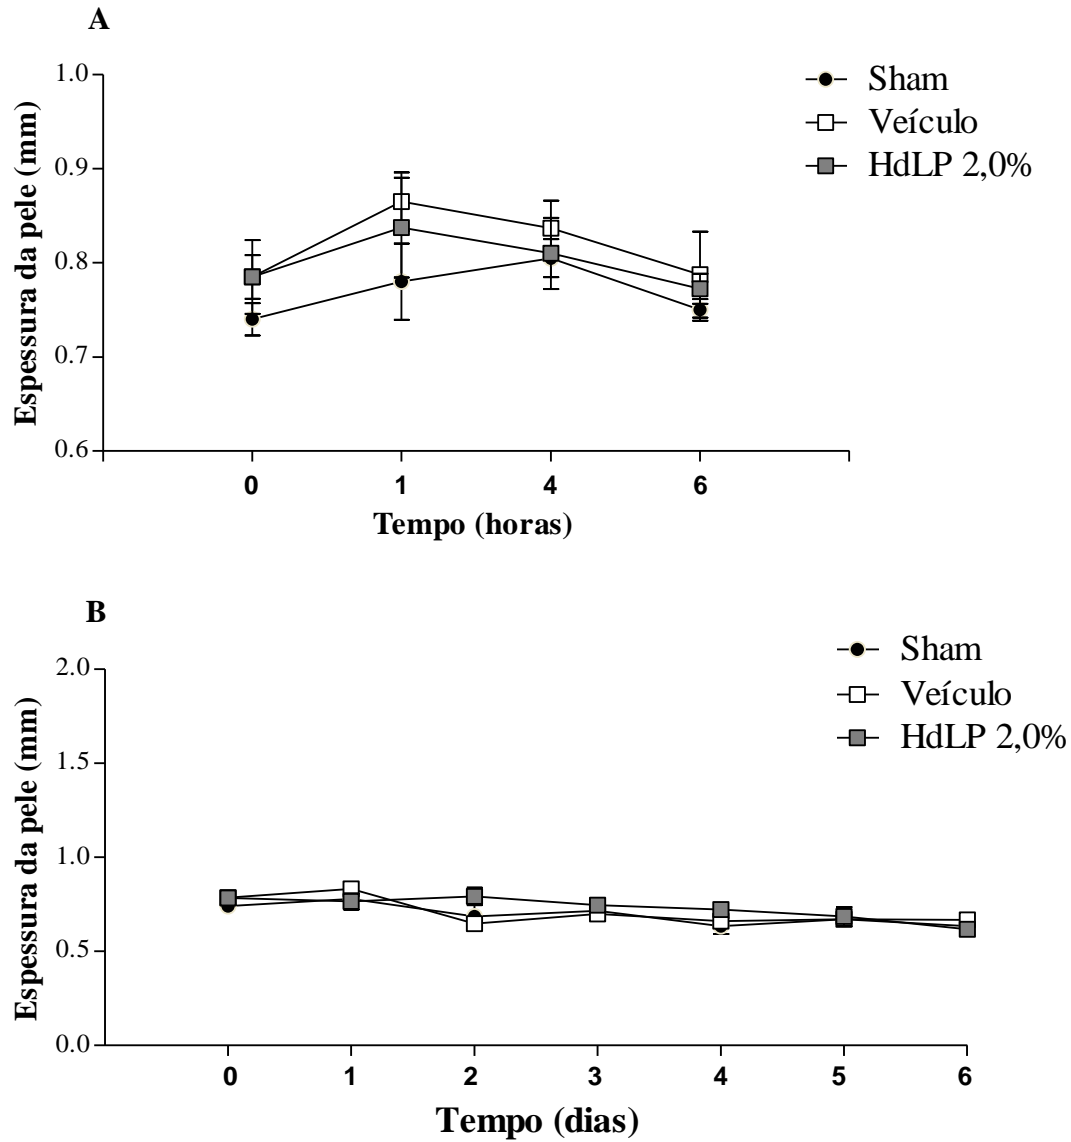 A
Espessura da pele (mm)
1.0
0.9
0.8
0.7
0.6
0 1 4 6
Tempo (horas)
Sham
Veículo
HdLP 2,0%
B
Espessura da pele (mm)
2.0
1.5
1.0
0.5
0.0
0 1 2 3 4 5 6
Tempo (dias)
Sham
Veículo
HdLP 2,0%